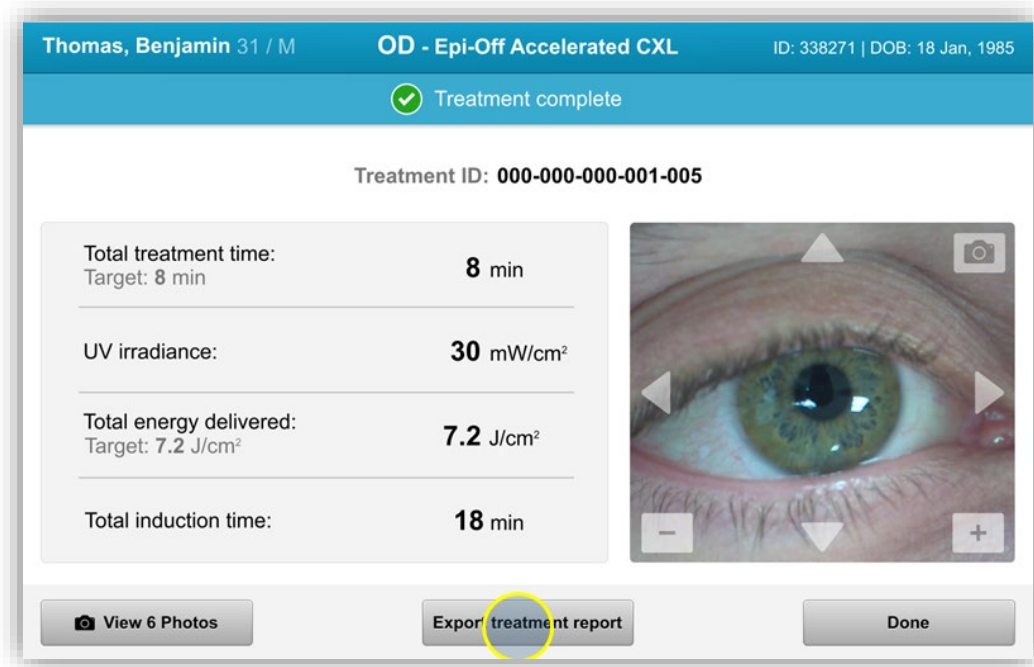 Thomas, Benjamin 31 / M OD - Epi-Off Accelerated CXL ID: 338271 | DOB: 18 Jan, 1985
Treatment complete
Treatment ID: 000-000-000-001-005
Total treatment time:
Target: 8 min
8 min
UV irradiance:
30 mW/cm²
Total energy delivered:
Target: 7.2 J/cm²
7.2 J/cm²
Total induction time:
18 min
View 6 Photos Export treatment report Done